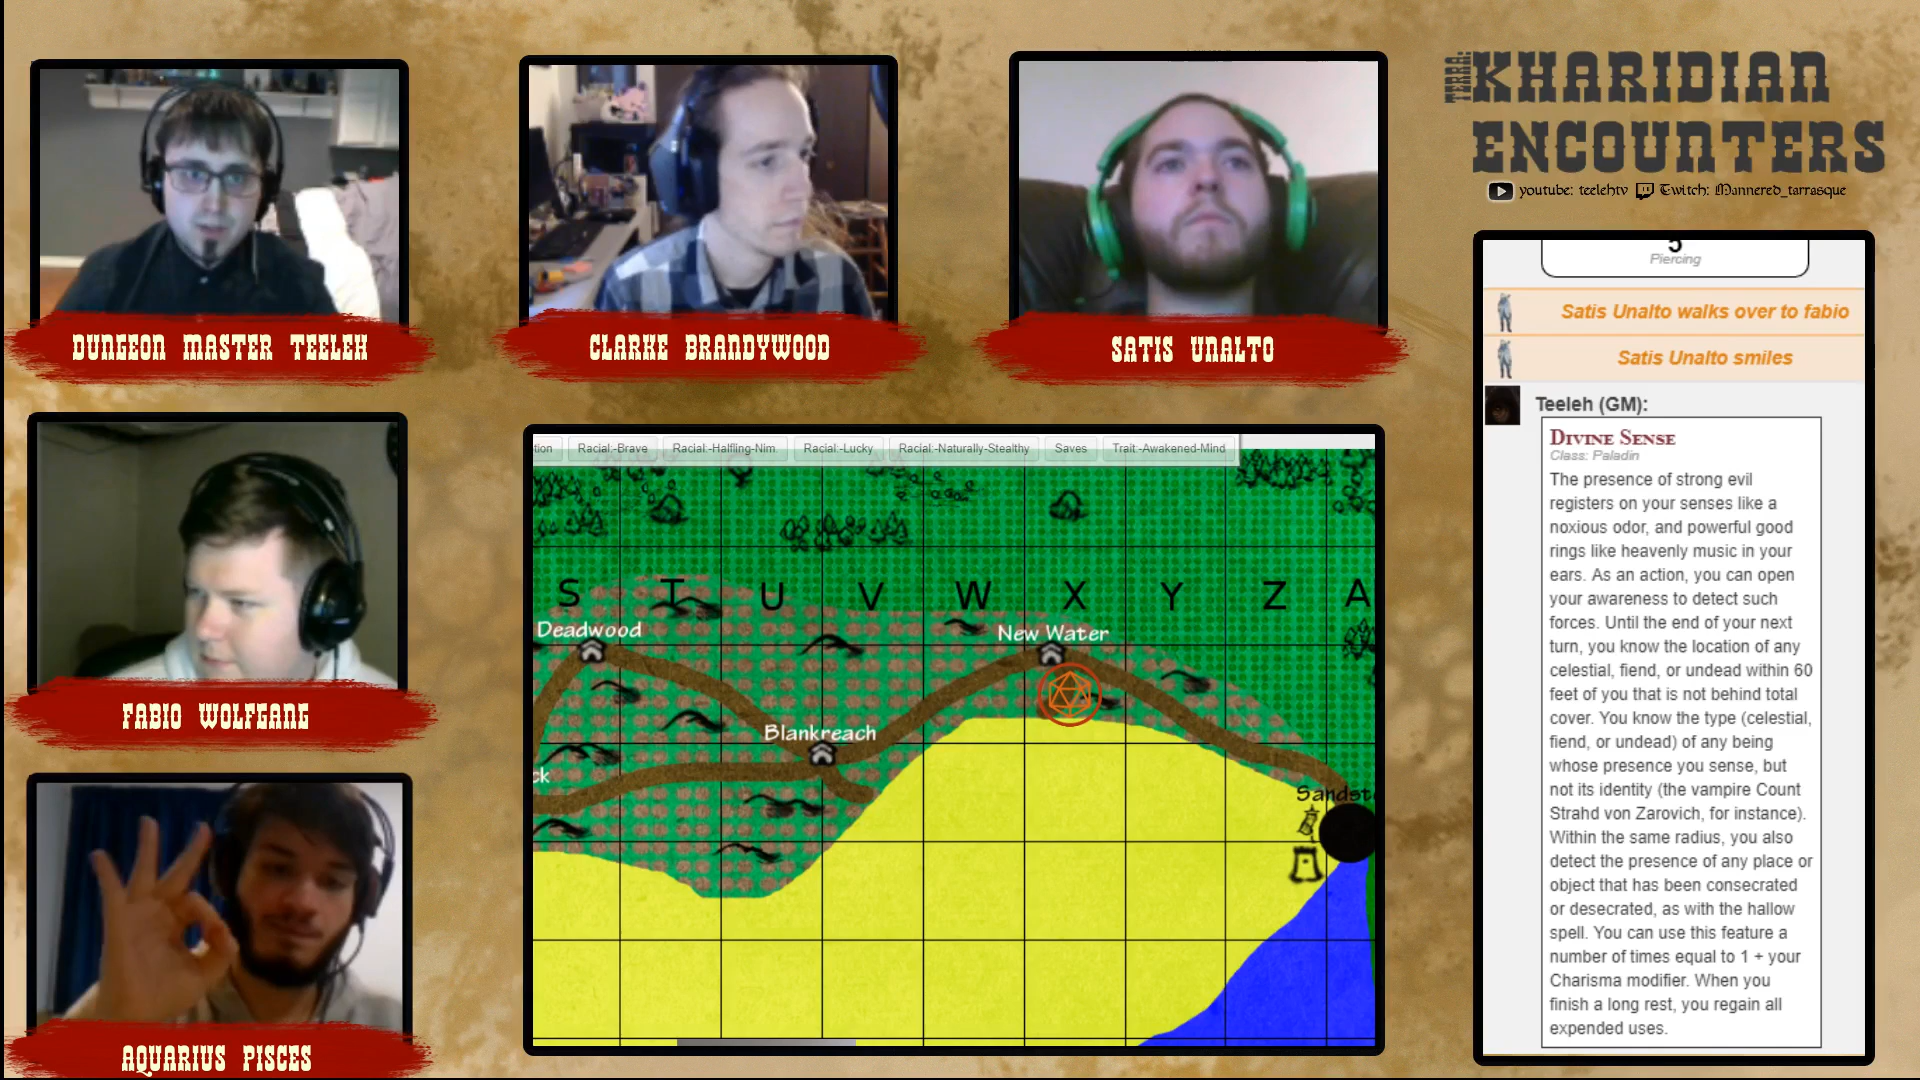 KHARIDIAN
ENCOUNTERS
youtube: teelehtv Twitch: Mannered_tarrasque
DUNGEON MASTER TEELEH
CLARKE BRANDYWOOD
SATIS UNALTO
FABIO WOLFGANG
AQUARIUS PISCES
tion Racial:-Brave Racial:-Halfling-Nim. Racial:-Lucky Racial:-Naturally-Stealthy Saves Trait:-Awakened-Mind
S T U V W X Y Z A
Deadwood
New Water
Blankreach
ck
Sandst
5
Piercing
Satis Unalto walks over to fabio
Satis Unalto smiles
Teeleh (GM):
DIVINE SENSE
Class: Paladin
The presence of strong evil
registers on your senses like a
noxious odor, and powerful good
rings like heavenly music in your
ears. As an action, you can open
your awareness to detect such
forces. Until the end of your next
turn, you know the location of any
celestial, fiend, or undead within 60
feet of you that is not behind total
cover. You know the type (celestial,
fiend, or undead) of any being
whose presence you sense, but
not its identity (the vampire Count
Strahd von Zarovich, for instance).
Within the same radius, you also
detect the presence of any place or
object that has been consecrated
or desecrated, as with the hallow
spell. You can use this feature a
number of times equal to 1 + your
Charisma modifier. When you
finish a long rest, you regain all
expended uses.